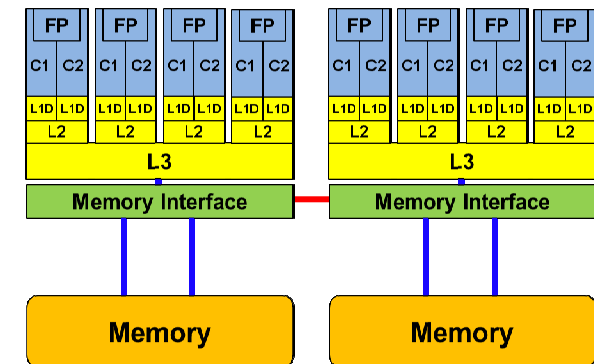 FP FP FP FP FP FP FP FP
C1 C2 C1 C2 C1 C2 C1 C2 C1 C2 C1 C2 C1 C2 C1 C2
L1D L1D L1D L1D L1D L1D L1D L1D L1D L1D L1D L1D L1D L1D L1D L1D
L2 L2 L2 L2 L2 L2 L2 L2
L3 L3
Memory Interface Memory Interface
Memory Memory